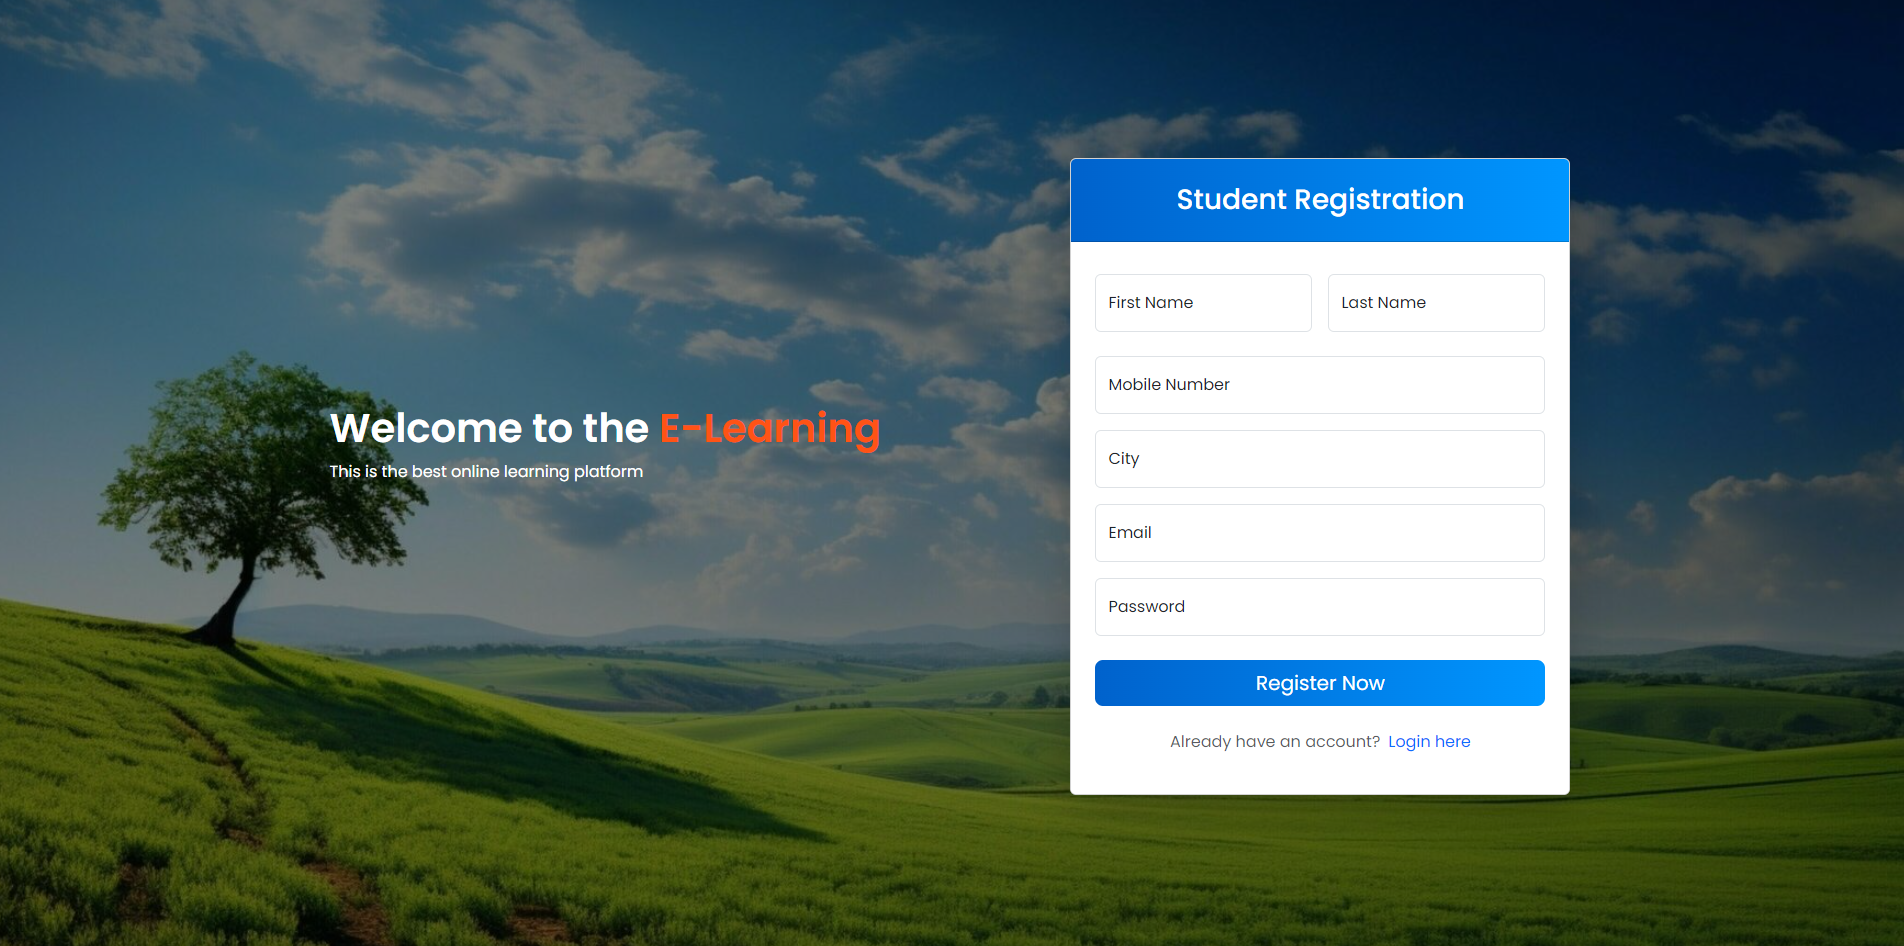 Welcome to the E-Learning
This is the best online learning platform
Student Registration
First Name
Last Name
Mobile Number
City
Email
Password
Register Now
Already have an account? Login here